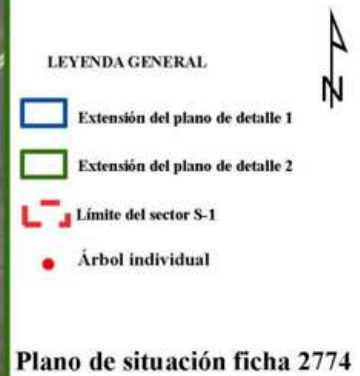 N
LEYENDA GENERAL
Extensión del plano de detalle 1
Extensión del plano de detalle 2
Límite del sector S-1
Árbol individual
Plano de situación ficha 2774